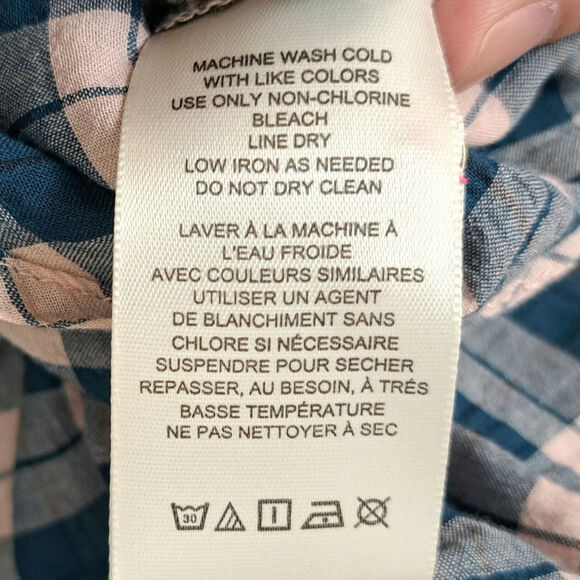 MACHINE WASH COLD
WITH LIKE COLORS
USE ONLY NON-CHLORINE
BLEACH
LINE DRY
LOW IRON AS NEEDED
DO NOT DRY CLEAN
LAVER À LA MACHINE À
L'EAU FROIDE
AVEC COULEURS SIMILAIRES
UTILISER UN AGENT
DE BLANCHIMENT SANS
CHLORE SI NÉCESSAIRE
SUSPENDRE POUR SECHER
REPASSER, AU BESOIN, À TRÉS
BASSE TEMPÉRATURE
NE PAS NETTOYER À SEC
30